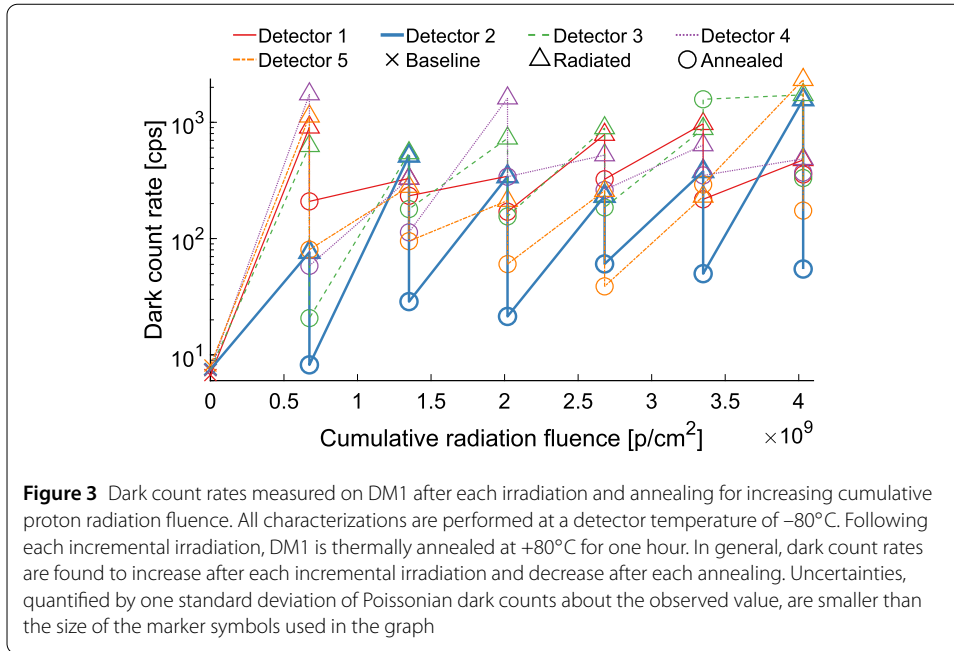 Detector 1 Detector 2 Detector 3 Detector 4
Detector 5 Baseline Radiated Annealed
Dark count rate [cps]
10³
10²
10¹
0 0.5 1 1.5 2 2.5 3 3.5 4
Cumulative radiation fluence [p/cm²] ×10⁹
Figure 3 Dark count rates measured on DM1 after each irradiation and annealing for increasing cumulative
proton radiation fluence. All characterizations are performed at a detector temperature of –80°C. Following
each incremental irradiation, DM1 is thermally annealed at +80°C for one hour. In general, dark count rates
are found to increase after each incremental irradiation and decrease after each annealing. Uncertainties,
quantified by one standard deviation of Poissonian dark counts about the observed value, are smaller than
the size of the marker symbols used in the graph